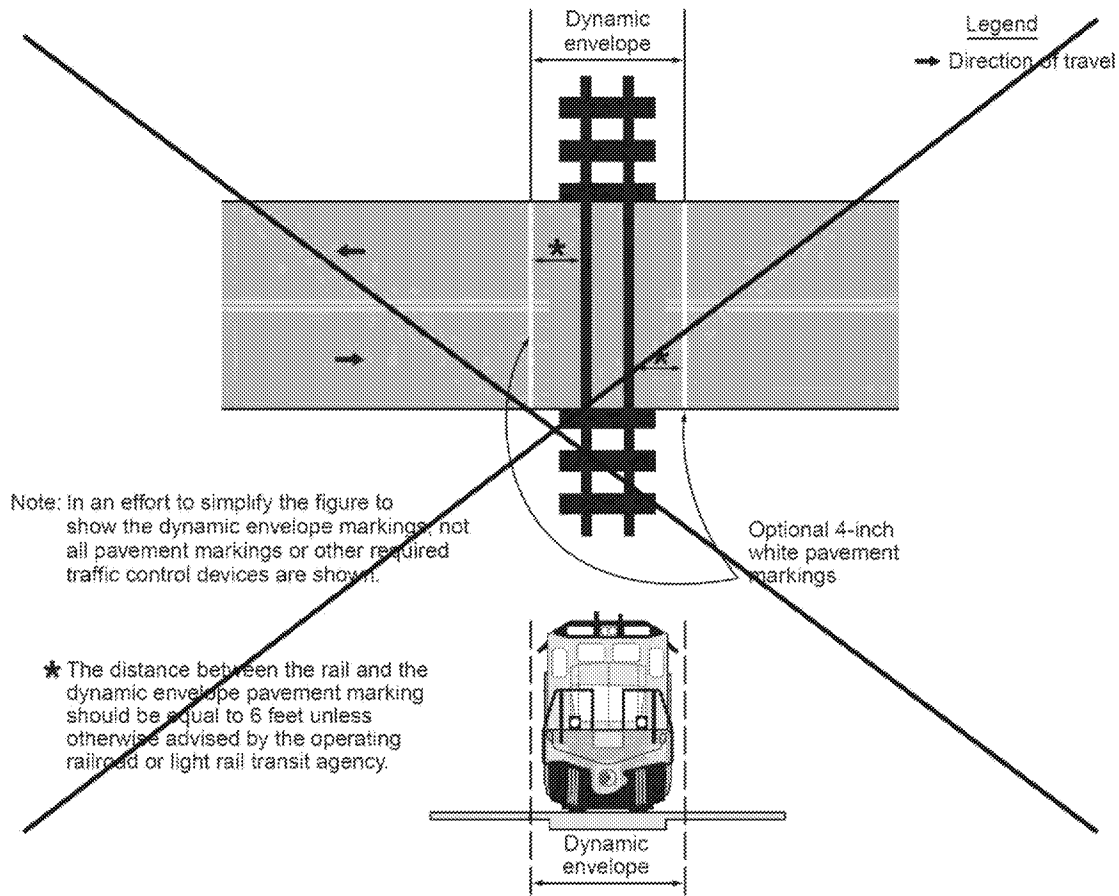 Dynamic
envelope
Legend
Direction of travel
Note: In an effort to simplify the figure to
show the dynamic envelope markings, not
all pavement markings or other required
traffic control devices are shown.
Optional 4-inch
white pavement
markings
★ The distance between the rail and the
dynamic envelope pavement marking
should be equal to 6 feet unless
otherwise advised by the operating
railroad or light rail transit agency.
Dynamic
envelope